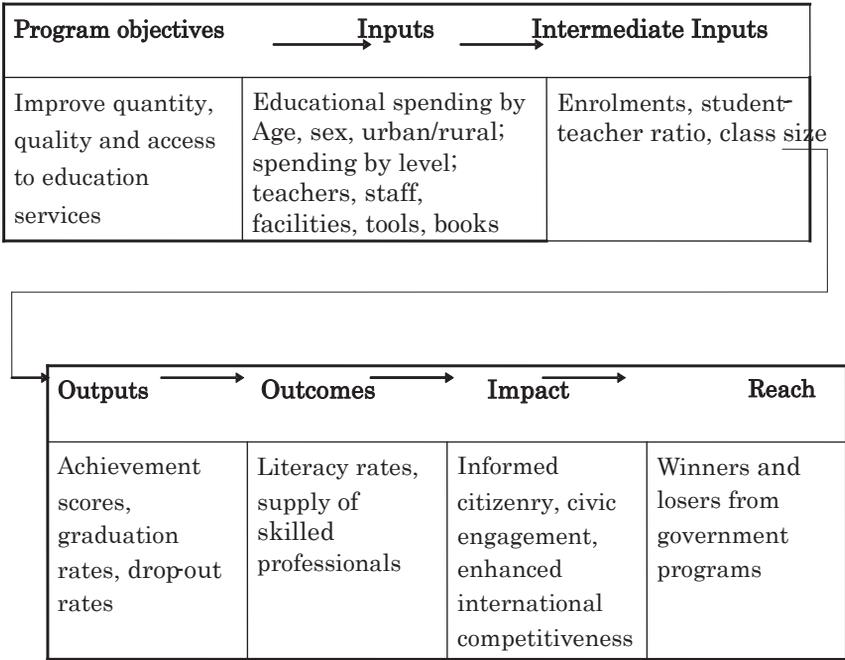 Program objectives Inputs Intermediate Inputs
Improve quantity,
quality and access
to education
services
Educational spending by
Age, sex, urban/rural;
spending by level;
teachers, staff,
facilities, tools, books
Enrolments, student-
teacher ratio, class size
Outputs Outcomes Impact Reach
Achievement
scores,
graduation
rates, drop-out
rates
Literacy rates,
supply of
skilled
professionals
Informed
citizenry, civic
engagement,
enhanced
international
competitiveness
Winners and
losers from
government
programs